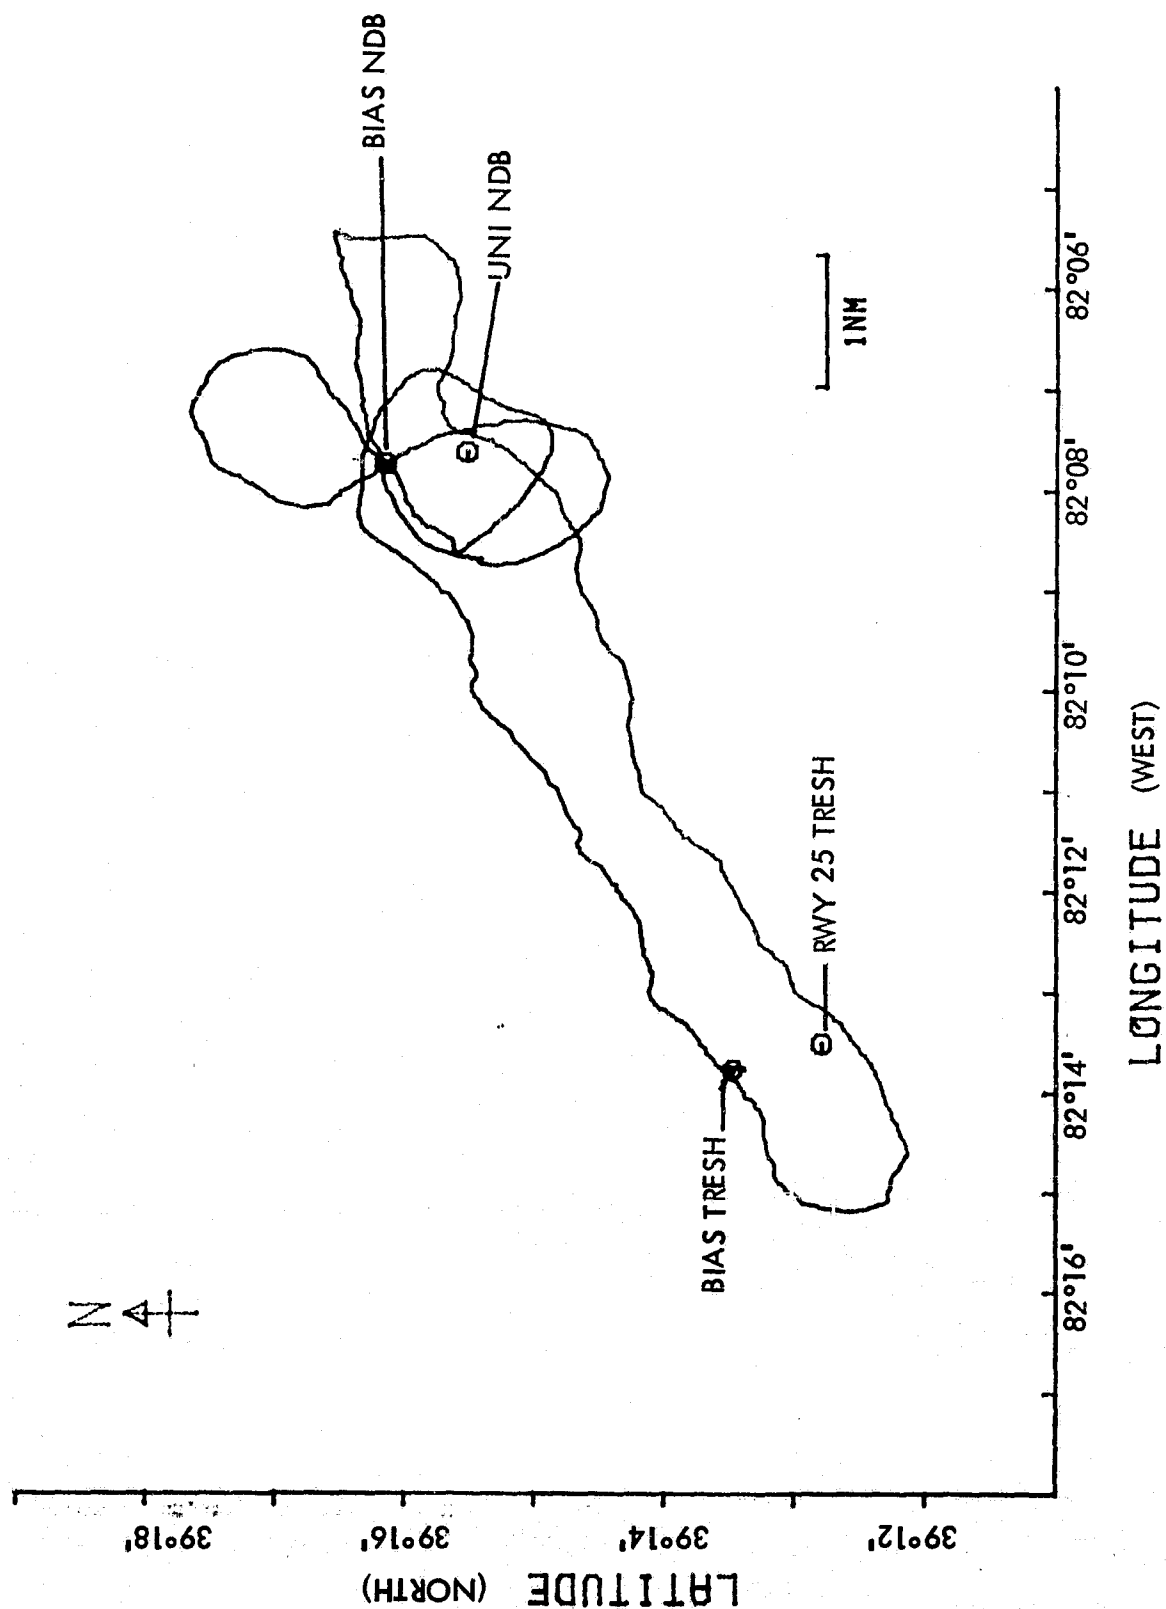 N
BIAS NDB
UNI NDB
1NM
RWY 25 TRESH
BIAS TRESH
LATITUDE (NORTH)
39°18'
39°16'
39°14'
39°12'
82°16'
82°14'
82°12'
82°10'
82°08'
82°06'
LONGITUDE (WEST)